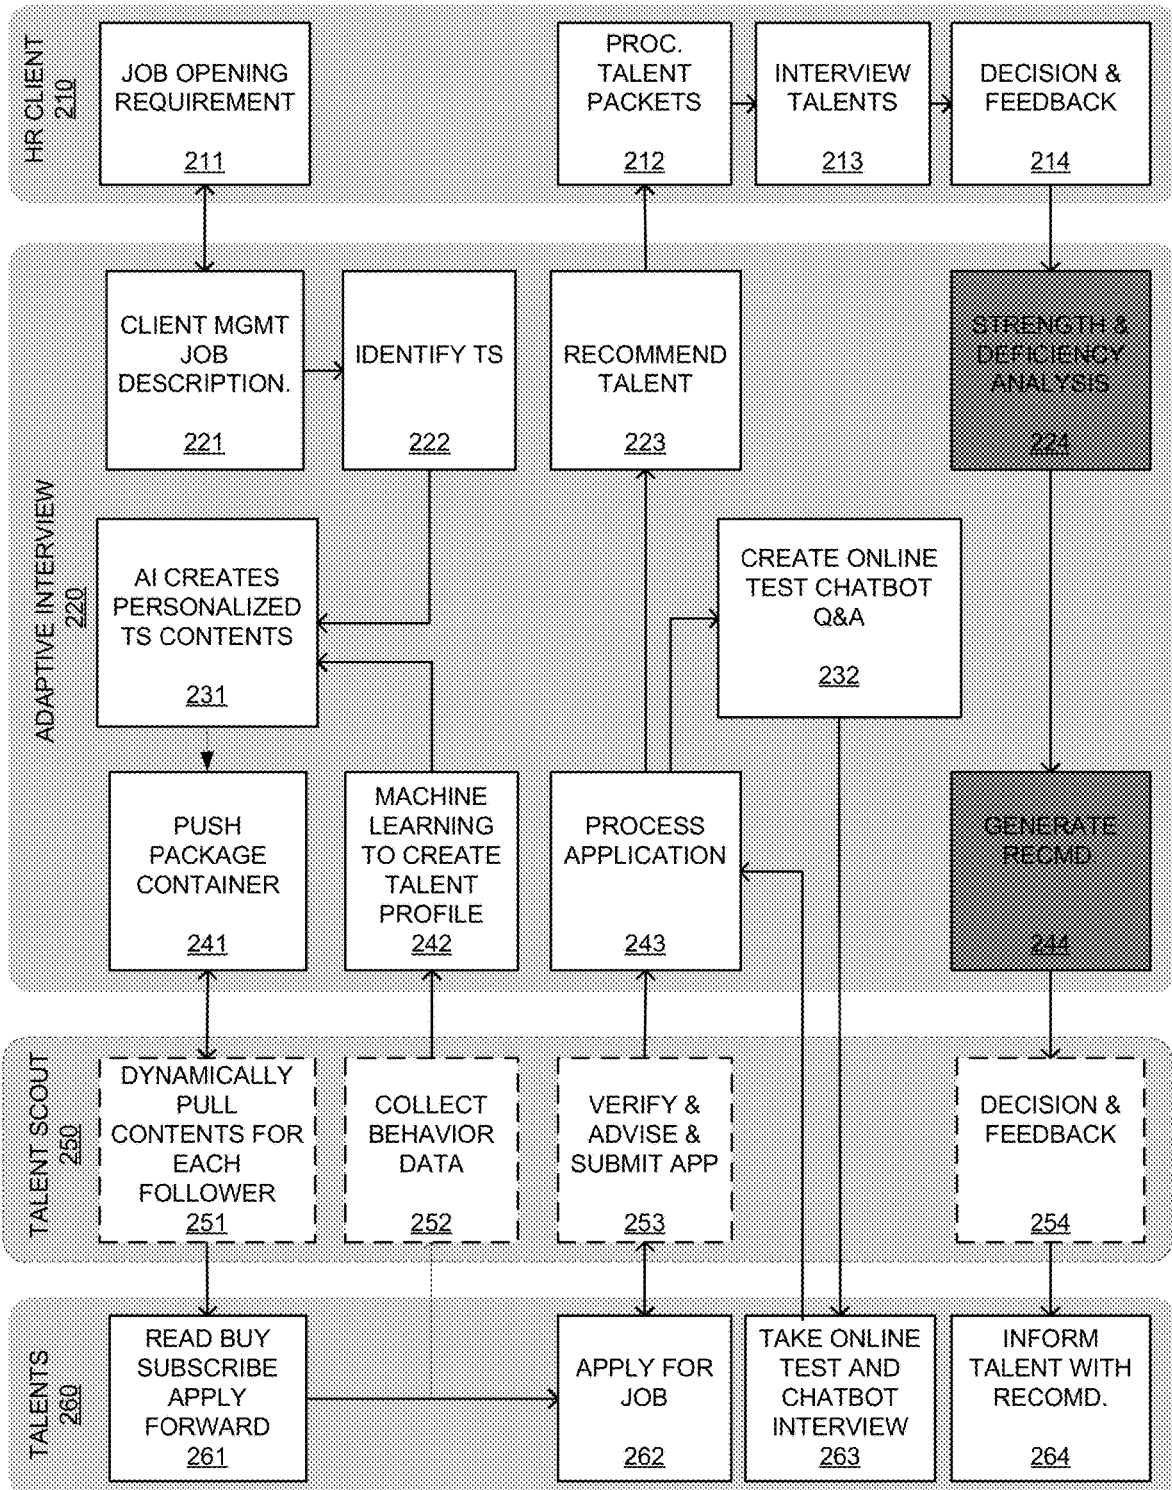 HR CLIENT
210
JOB OPENING
REQUIREMENT
211
PROC.
TALENT
PACKETS
212
INTERVIEW
TALENTS
213
DECISION &
FEEDBACK
214
ADAPTIVE INTERVIEW
220
CLIENT MGMT
JOB
DESCRIPTION.
221
IDENTIFY TS
222
RECOMMEND
TALENT
223
STRENGTH &
DEFICIENCY
ANALYSIS
224
AI CREATES
PERSONALIZED
TS CONTENTS
231
CREATE ONLINE
TEST CHATBOT
Q&A
232
PUSH
PACKAGE
CONTAINER
241
MACHINE
LEARNING
TO CREATE
TALENT
PROFILE
242
PROCESS
APPLICATION
243
GENERATE
RECMD
244
TALENT SCOUT
250
DYNAMICALLY
PULL
CONTENTS FOR
EACH
FOLLOWER
251
COLLECT
BEHAVIOR
DATA
252
VERIFY &
ADVISE &
SUBMIT APP
253
DECISION &
FEEDBACK
254
TALENTS
260
READ BUY
SUBSCRIBE
APPLY
FORWARD
261
APPLY FOR
JOB
262
TAKE ONLINE
TEST AND
CHATBOT
INTERVIEW
263
INFORM
TALENT WITH
RECOMD.
264